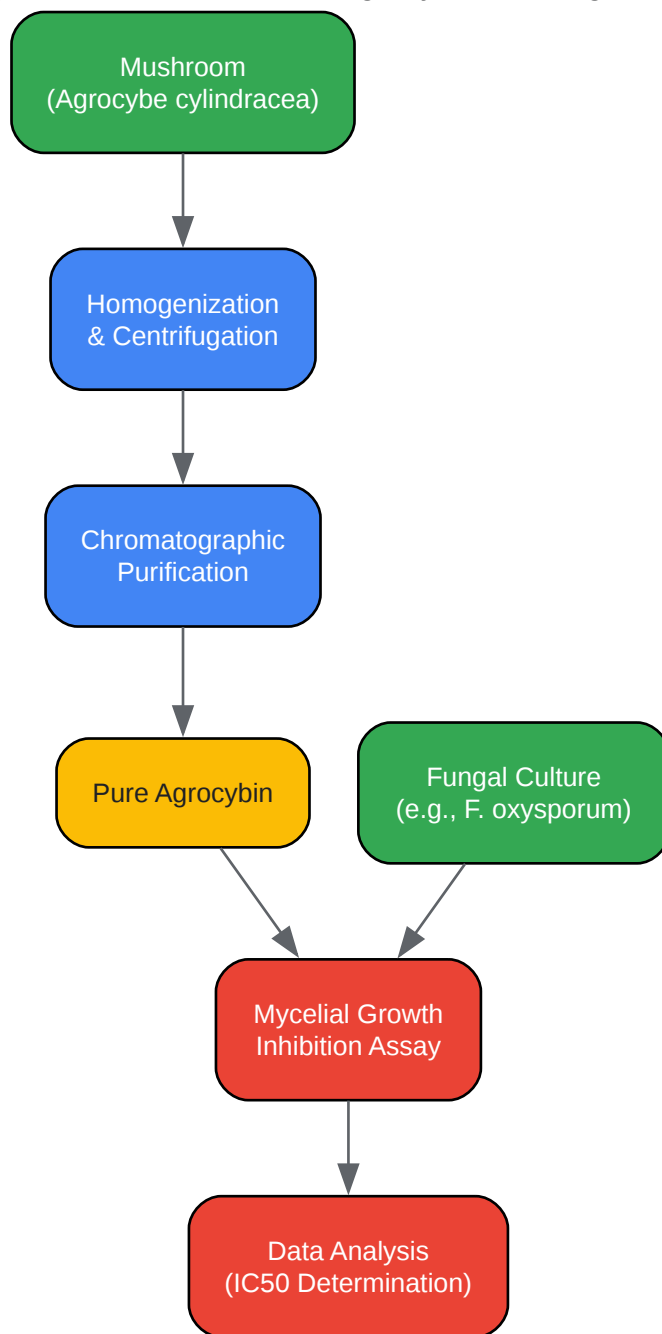 Mushroom
(Agrocybe cylindracea)
Homogenization
& Centrifugation
Chromatographic
Purification
Pure Agrocybin
Fungal Culture
(e.g., F. oxysporum)
Mycelial Growth
Inhibition Assay
Data Analysis
(IC50 Determination)